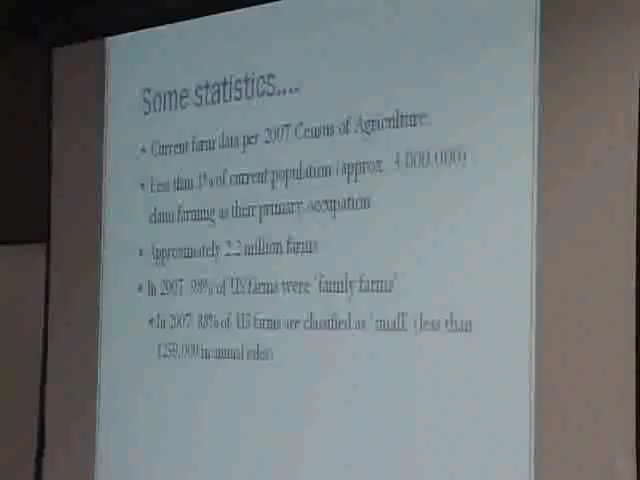 Some statistics....
• Current farm data per 2007 Census of Agriculture:
• Less than 1% of current population (approx. 3,000,000)
claim farming as their primary occupation
• Approximately 2.2 million farms
• In 2007, 98% of US farms were 'family farms'
• In 2007, 88% of US farms are classified as 'small', (less than
in annual sales)